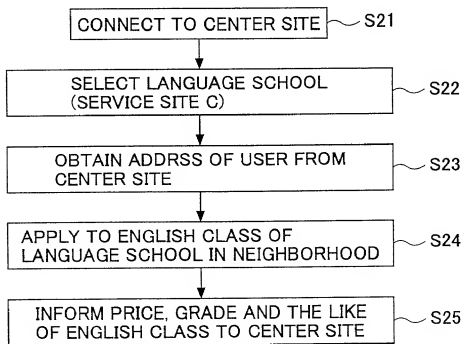 CONNECT TO CENTER SITE
S21
SELECT LANGUAGE SCHOOL
(SERVICE SITE C)
S22
OBTAIN ADDRSS OF USER FROM
CENTER SITE
S23
APPLY TO ENGLISH CLASS OF
LANGUAGE SCHOOL IN NEIGHBORHOOD
S24
INFORM PRICE, GRADE AND THE LIKE
OF ENGLISH CLASS TO CENTER SITE
S25